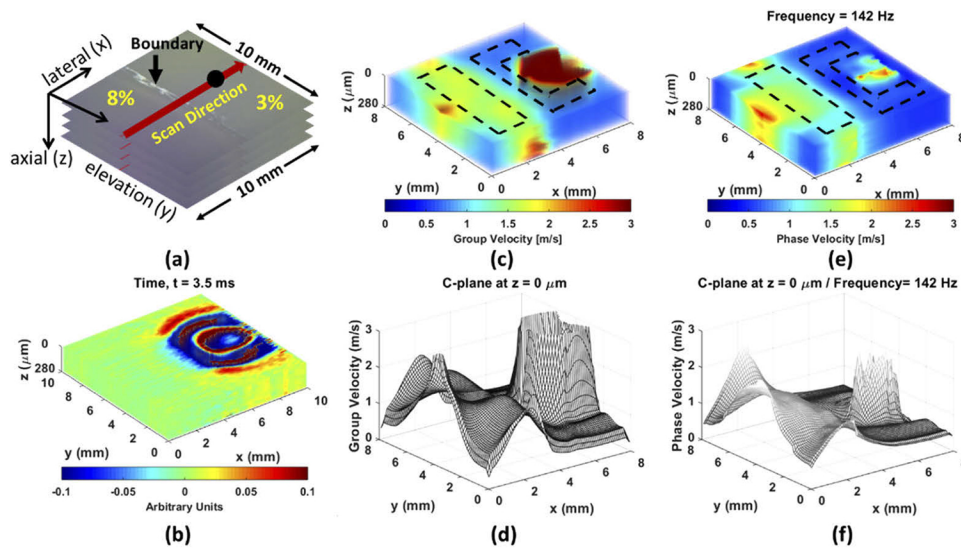 lateral (x)
Boundary
10 mm
8%
3%
Scan Direction
axial (z)
elevation (y)
10 mm
(a)
z (μm)
0
280
8
6
4
2
0
y (mm)
0
2
4
6
8
x (mm)
0 0.5 1 1.5 2 2.5 3
Group Velocity [m/s]
(c)
Frequency = 142 Hz
z (μm)
0
280
8
6
4
2
0
y (mm)
0
2
4
6
8
x (mm)
0 0.5 1 1.5 2 2.5 3
Phase Velocity [m/s]
(e)
Time, t = 3.5 ms
z (μm)
0
280
10
8
6
4
2
0
y (mm)
0
2
4
6
8
10
x (mm)
-0.1 -0.05 0 0.05 0.1
Arbitrary Units
(b)
C-plane at z = 0 μm
Group Velocity (m/s)
3
2
1
0
6
4
2
0
y (mm)
0
2
4
6
8
x (mm)
(d)
C-plane at z = 0 μm / Frequency= 142 Hz
Phase Velocity (m/s)
3
2
1
0
6
4
2
0
y (mm)
0
2
4
6
8
x (mm)
(f)